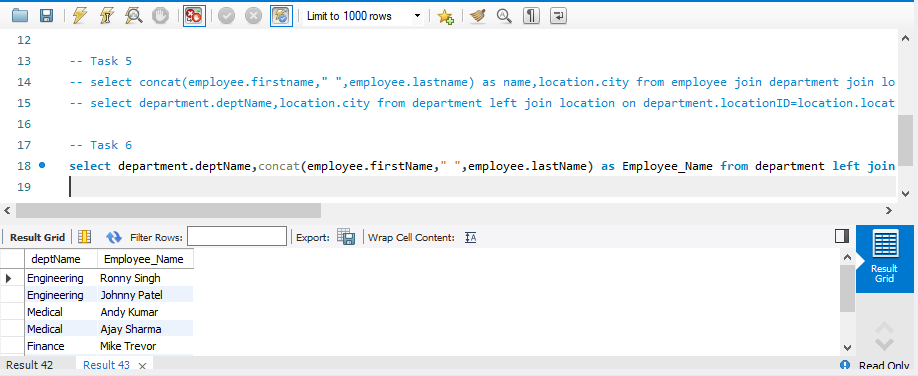 Limit to 1000 rows
12
13 -- Task 5
14 -- select concat(employee.firstname," ",employee.lastname) as name,location.city from employee join department join lo
15 -- select department.deptName,location.city from department left join location on department.locationID=location.locat
16
17 -- Task 6
18 select department.deptName,concat(employee.firstName," ",employee.lastName) as Employee_Name from department left join
19
Result Grid Filter Rows: Export: Wrap Cell Content:
deptName Employee_Name
Engineering Ronny Singh
Engineering Johnny Patel
Medical Andy Kumar
Medical Ajay Sharma
Finance Mike Trevor
Result
Grid
Result 42 Result 43 x Read Only